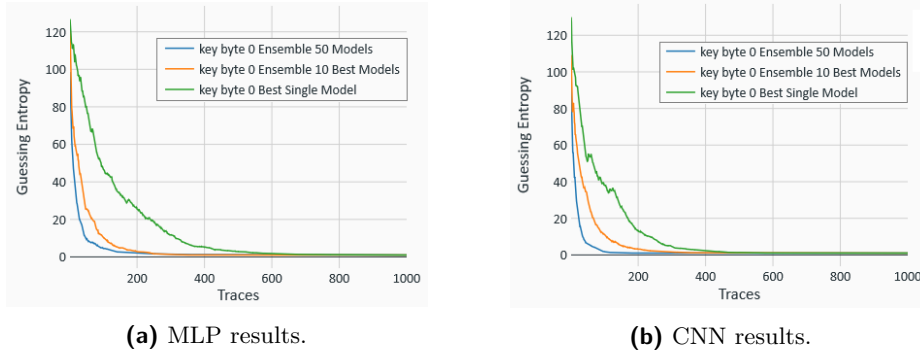 120
100
80
60
40
20
0
Guessing Entropy
key byte 0 Ensemble 50 Models
key byte 0 Ensemble 10 Best Models
key byte 0 Best Single Model
200
400
600
800
1000
Traces
(a) MLP results.
120
100
80
60
40
20
0
Guessing Entropy
key byte 0 Ensemble 50 Models
key byte 0 Ensemble 10 Best Models
key byte 0 Best Single Model
200
400
600
800
1000
Traces
(b) CNN results.